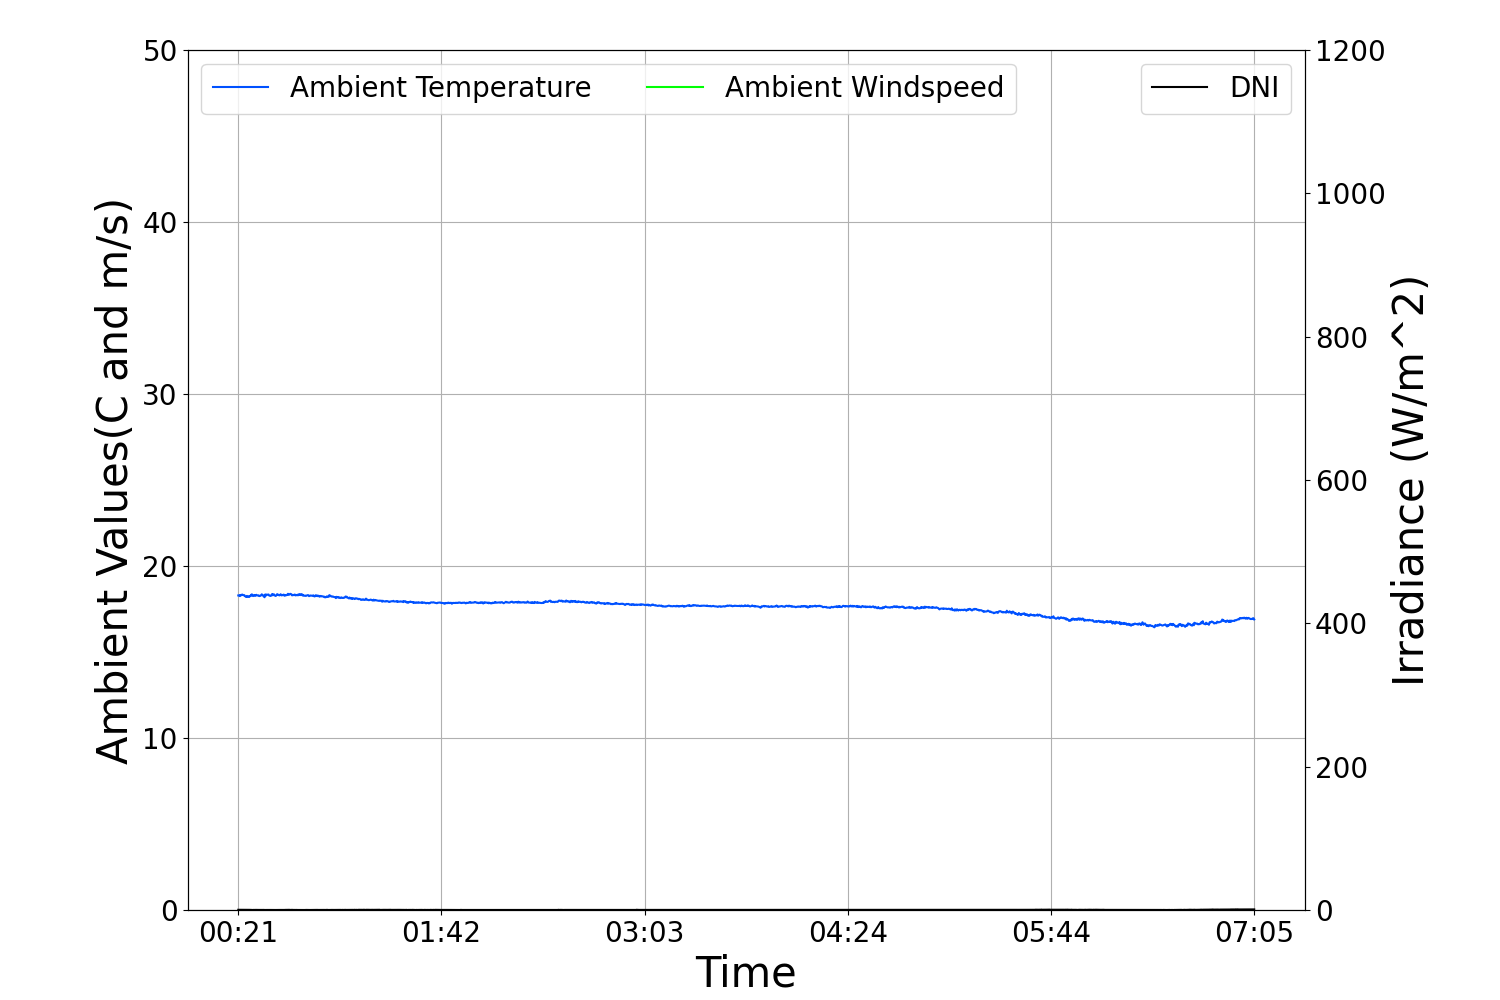 Ambient Temperature
Ambient Windspeed
DNI
Ambient Values(C and m/s)
50
40
30
20
10
0
1200
1000
800
600
400
200
0
Irradiance (W/m^2)
00:21 01:42 03:03 04:24 05:44 07:05
Time